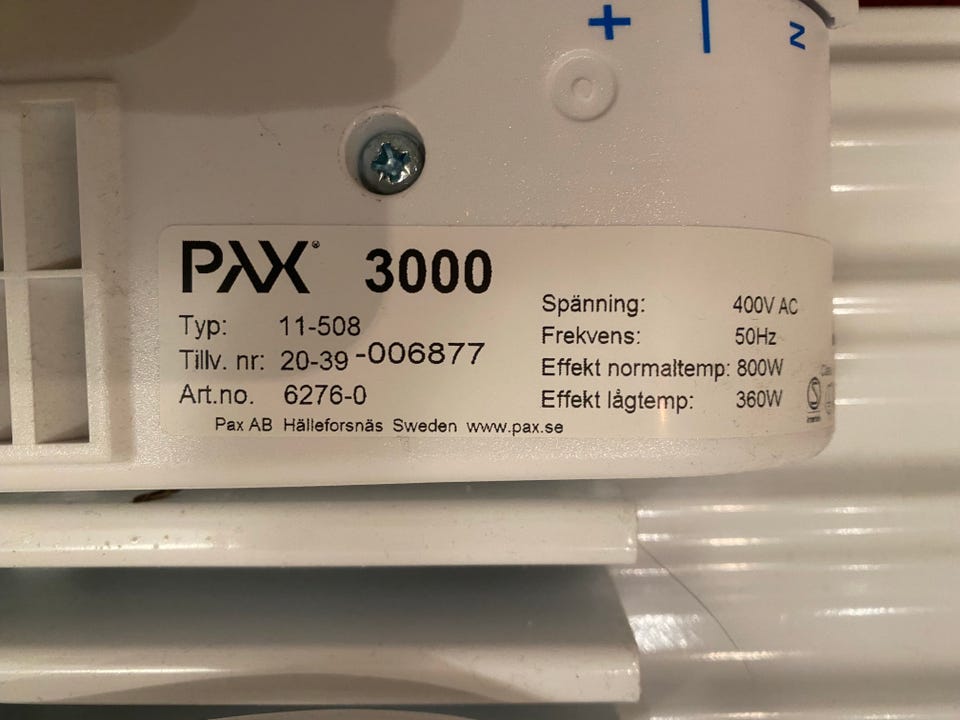 + | N
PAX® 3000
Typ: 11-508
Tillv. nr: 20-39-006877
Art.no. 6276-0
Pax AB Hälleforsnäs Sweden www.pax.se
Spänning: 400V AC
Frekvens: 50Hz
Effekt normaltemp: 800W
Effekt lågtemp: 360W